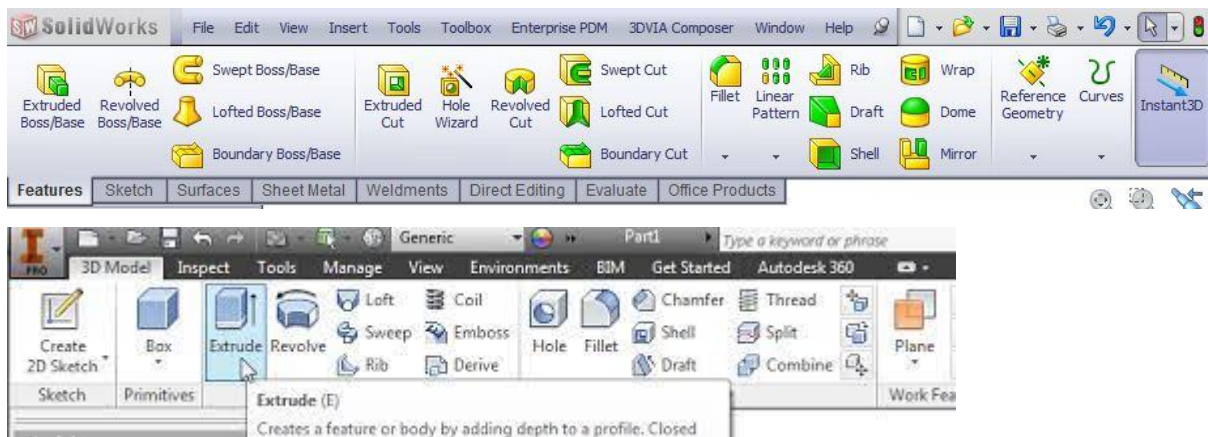 SolidWorks File Edit View Insert Tools Toolbox Enterprise PDM 3DVIA Composer Window Help
Extruded Boss/Base
Revolved Boss/Base
Swept Boss/Base
Lofted Boss/Base
Boundary Boss/Base
Extruded Cut
Hole Wizard
Revolved Cut
Swept Cut
Lofted Cut
Boundary Cut
Fillet
Linear Pattern
Rib
Draft
Shell
Wrap
Dome
Mirror
Reference Geometry
Curves
Instant3D
Features Sketch Surfaces Sheet Metal Weldments Direct Editing Evaluate Office Products
Generic Part1 Type a keyword or phrase
PRO 3D Model Inspect Tools Manage View Environments BIM Get Started Autodesk 360
Create 2D Sketch
Box
Extrude
Revolve
Loft
Sweep
Rib
Coil
Emboss
Derive
Hole
Fillet
Chamfer
Shell
Draft
Thread
Split
Combine
Plane
Sketch Primitives Work Fea
Extrude (E)
Creates a feature or body by adding depth to a profile. Closed